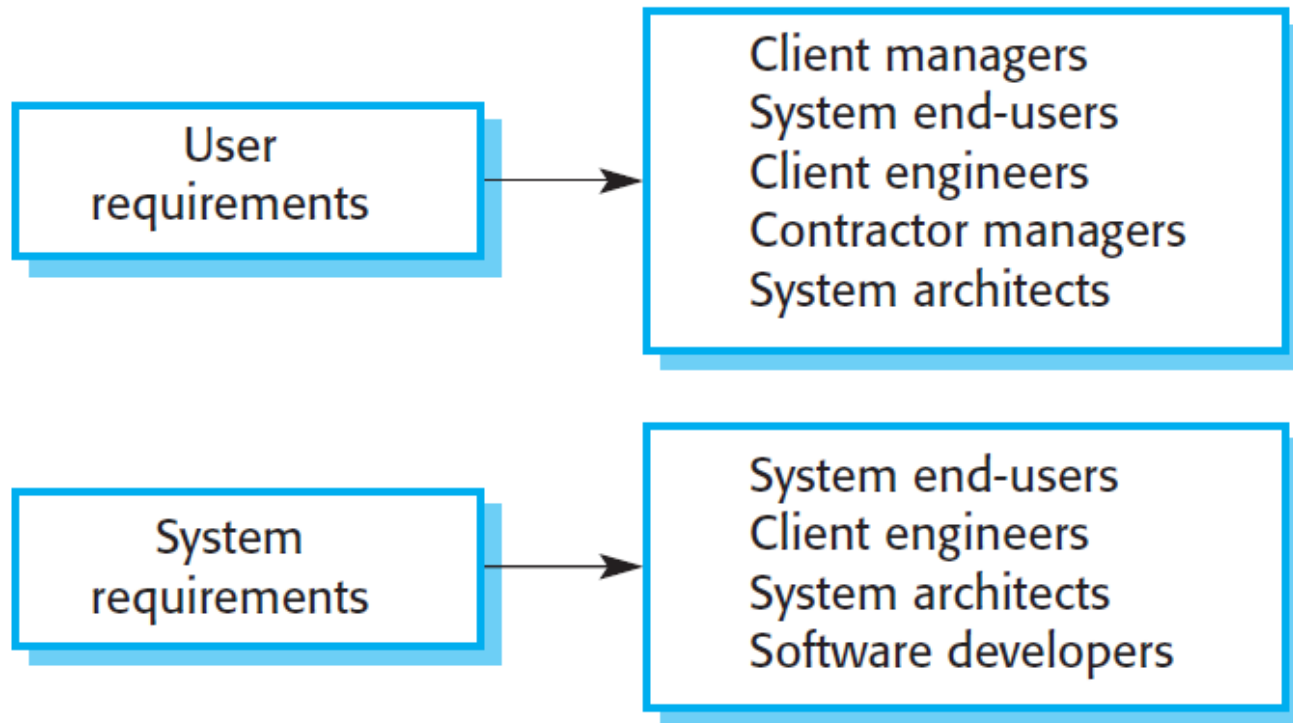 User
requirements
Client managers
System end-users
Client engineers
Contractor managers
System architects
System
requirements
System end-users
Client engineers
System architects
Software developers